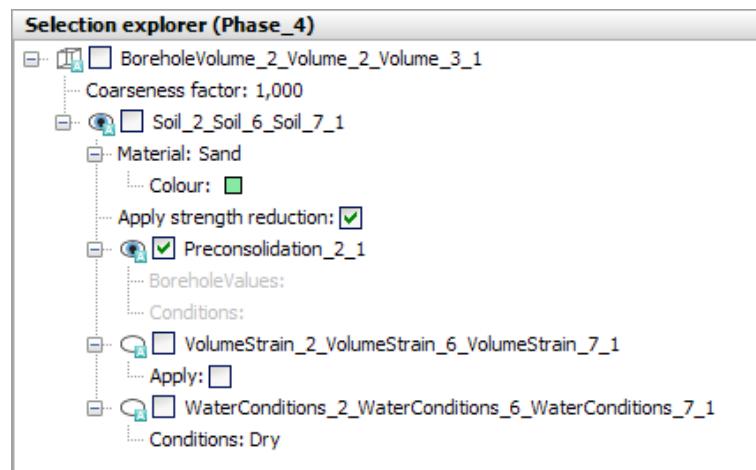 Selection explorer (Phase_4)
BoreholeVolume_2_Volume_2_Volume_3_1
Coarseness factor: 1,000
Soil_2_Soil_6_Soil_7_1
Material: Sand
Colour:
Apply strength reduction:
Preconsolidation_2_1
BoreholeValues:
Conditions:
VolumeStrain_2_VolumeStrain_6_VolumeStrain_7_1
Apply:
WaterConditions_2_WaterConditions_6_WaterConditions_7_1
Conditions: Dry